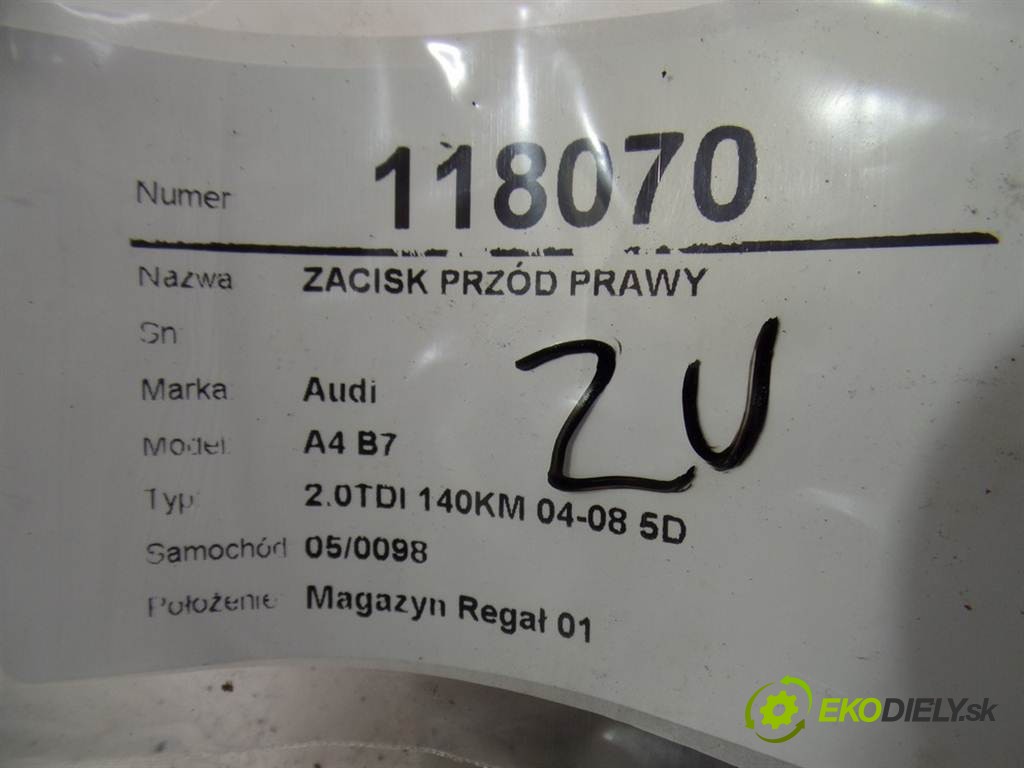 Numer 118070
Nazwa ZACISK PRZÓD PRAWY
Sn
Marka Audi
ZU
Model A4 B7
Typ 2.0TDI 140KM 04-08 5D
Samochód 05/0098
Położenie Magazyn Regał 01
EKODIELY.sk